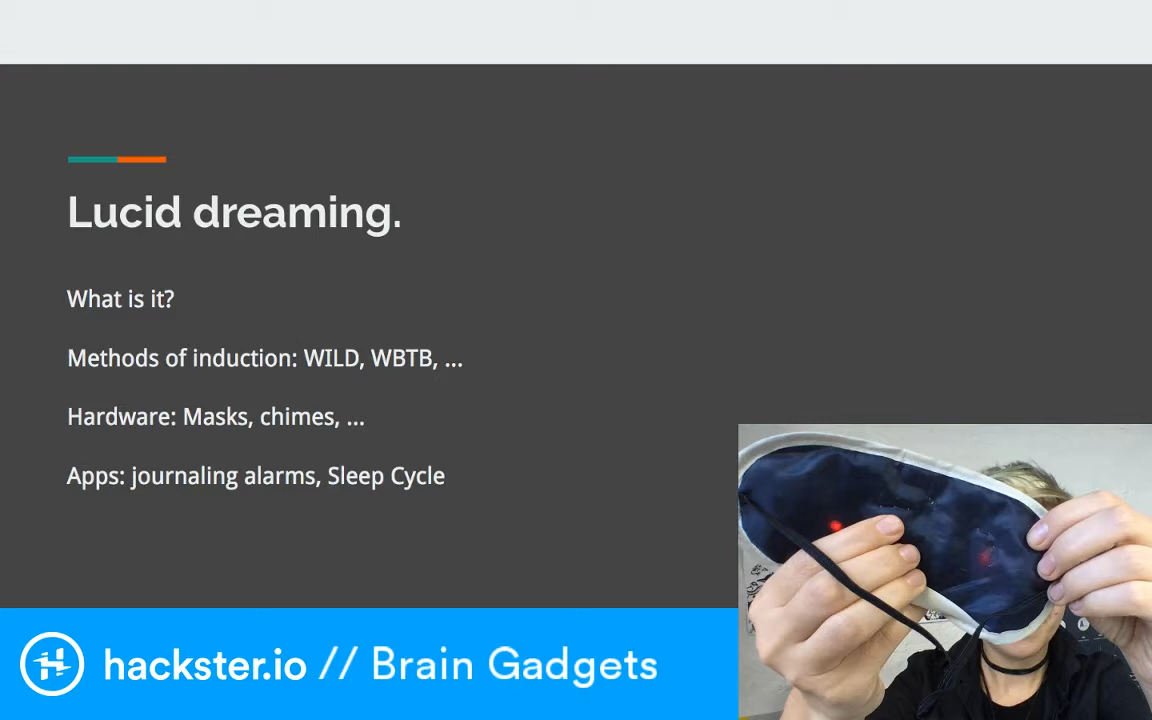 Lucid dreaming.
What is it?
Methods of induction: WILD, WBTB, ...
Hardware: Masks, chimes, ...
Apps: journaling alarms, Sleep Cycle
hackster.io // Brain Gadgets